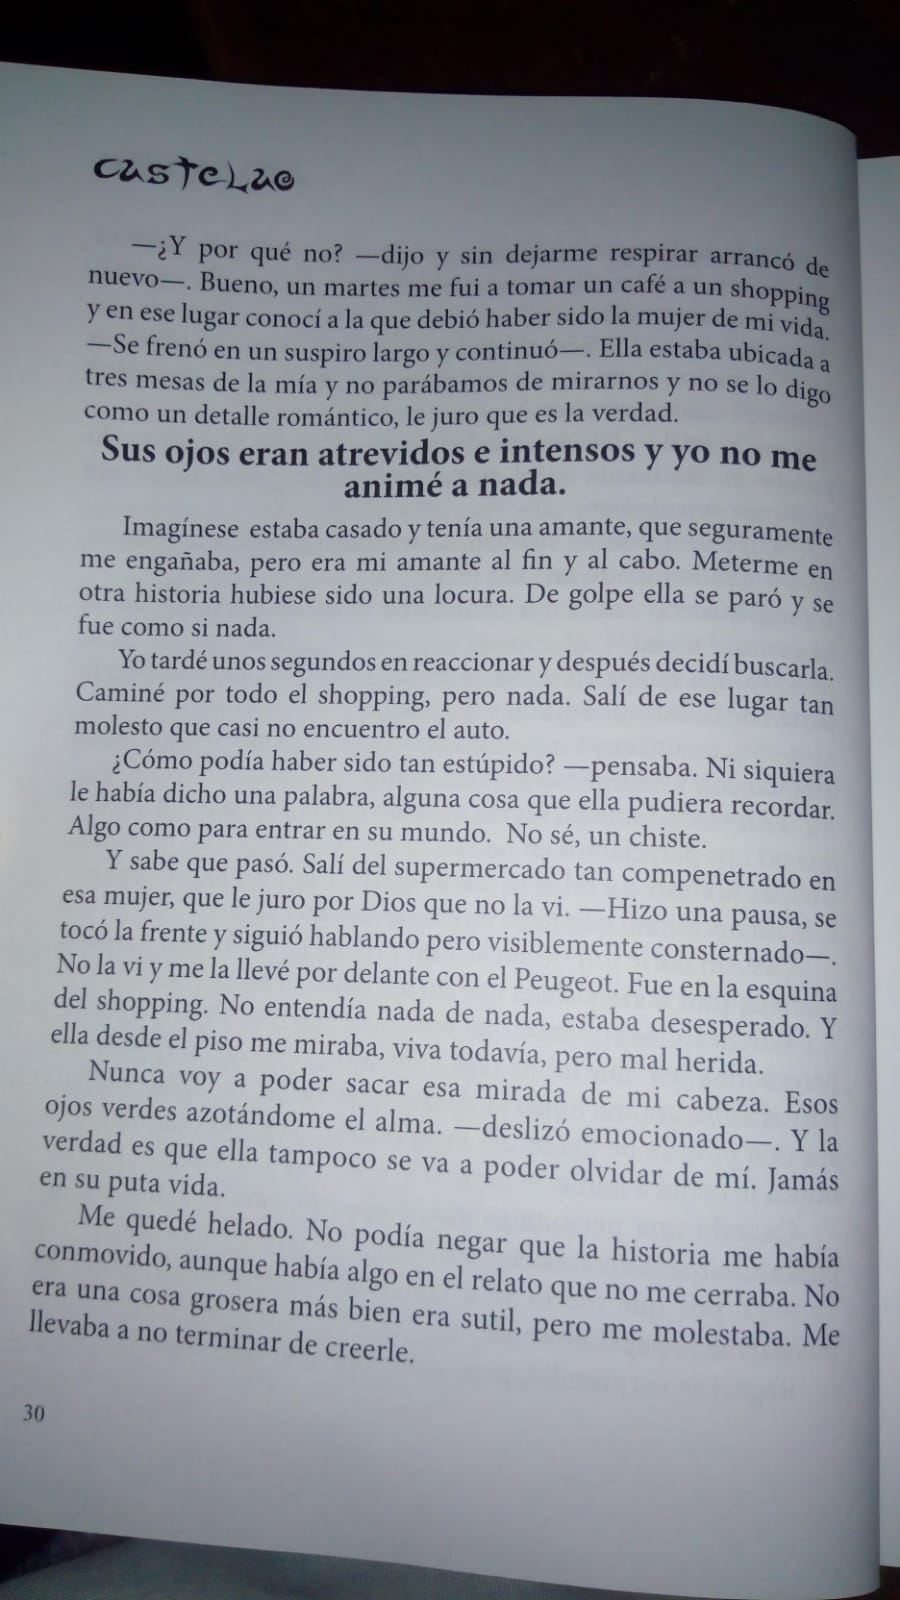 casteLao
—¿Y por qué no? —dijo y sin dejarme respirar arrancó de
nuevo—. Bueno, un martes me fui a tomar un café a un shopping
y en ese lugar conocí a la que debió haber sido la mujer de mi vida.
—Se frenó en un suspiro largo y continuó—. Ella estaba ubicada a
tres mesas de la mía y no parábamos de mirarnos y no se lo digo
como un detalle romántico, le juro que es la verdad.
Sus ojos eran atrevidos e intensos y yo no me
animé a nada.
Imagínese estaba casado y tenía una amante, que seguramente
me engañaba, pero era mi amante al fin y al cabo. Meterme en
otra historia hubiese sido una locura. De golpe ella se paró y se
fue como si nada.
Yo tardé unos segundos en reaccionar y después decidí buscarla.
Caminé por todo el shopping, pero nada. Salí de ese lugar tan
molesto que casi no encuentro el auto.
¿Cómo podía haber sido tan estúpido? —pensaba. Ni siquiera
le había dicho una palabra, alguna cosa que ella pudiera recordar.
Algo como para entrar en su mundo. No sé, un chiste.
Y sabe que pasó. Salí del supermercado tan compenetrado en
esa mujer, que le juro por Dios que no la vi. —Hizo una pausa, se
tocó la frente y siguió hablando pero visiblemente consternado—.
No la vi y me la llevé por delante con el Peugeot. Fue en la esquina
del shopping. No entendía nada de nada, estaba desesperado. Y
ella desde el piso me miraba, viva todavía, pero mal herida.
Nunca voy a poder sacar esa mirada de mi cabeza. Esos
ojos verdes azotándome el alma. —deslizó emocionado—. Y la
verdad es que ella tampoco se va a poder olvidar de mí. Jamás
en su puta vida.
Me quedé helado. No podía negar que la historia me había
conmovido, aunque había algo en el relato que no me cerraba. No
era una cosa grosera más bien era sutil, pero me molestaba. Me
llevaba a no terminar de creerle.
30